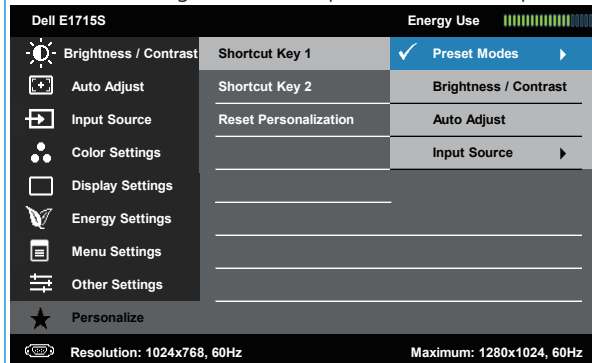 Dell E1715S Energy Use
Brightness / Contrast Shortcut Key 1 Preset Modes
Auto Adjust Shortcut Key 2 Brightness / Contrast
Input Source Reset Personalization Auto Adjust
Color Settings Input Source
Display Settings
Energy Settings
Menu Settings
Other Settings
Personalize
Resolution: 1024x768, 60Hz Maximum: 1280x1024, 60Hz